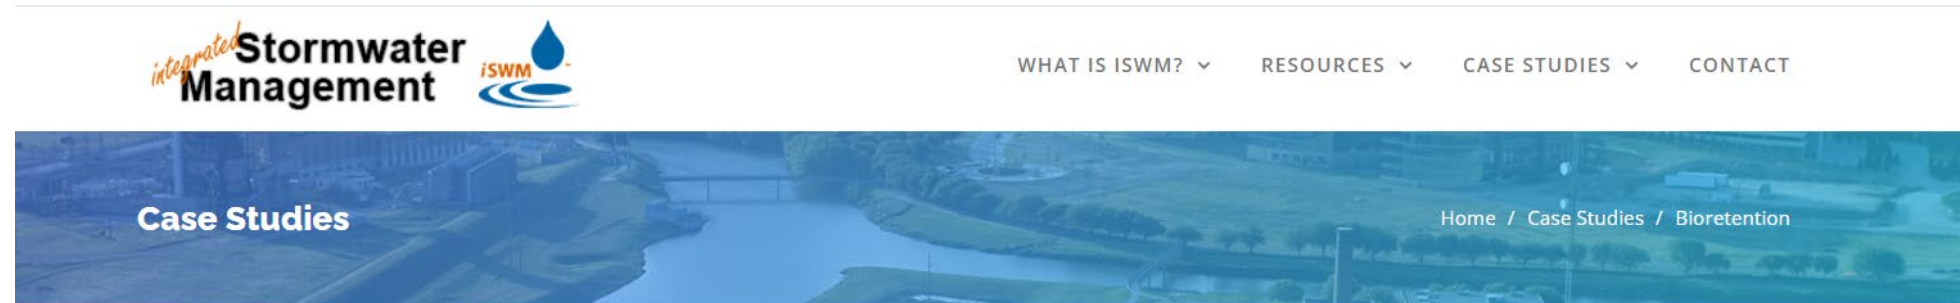 integrated Stormwater
Management
iSWM
WHAT IS ISWM? RESOURCES CASE STUDIES CONTACT
Case Studies
Home / Case Studies / Bioretention